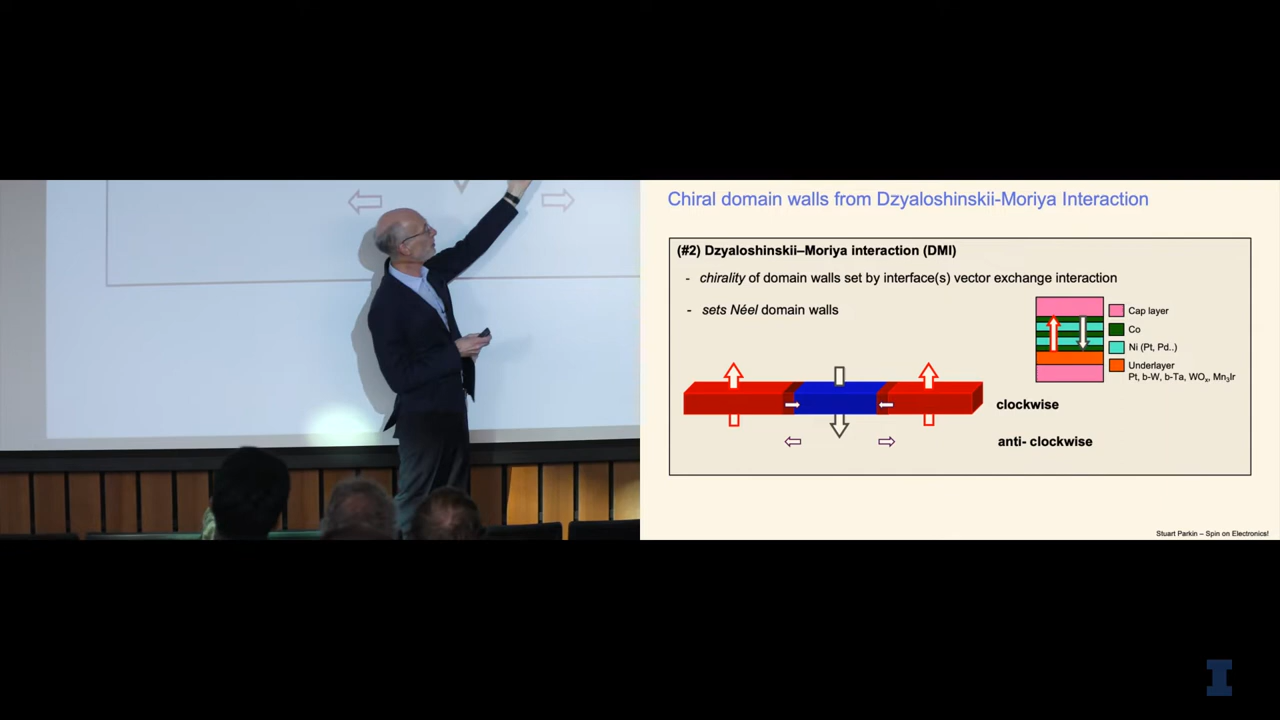 Chiral domain walls from Dzyaloshinskii-Moriya Interaction
(#2) Dzyaloshinskii–Moriya interaction (DMI)
- chirality of domain walls set by interface(s) vector exchange interaction
- sets Néel domain walls
Cap layer
Co
Ni (Pt, Pd..)
Underlayer
Pt, b-W, b-Ta, WOx, Mn3Ir
clockwise
anti- clockwise
Stuart Parkin – Spin on Electronics!
I